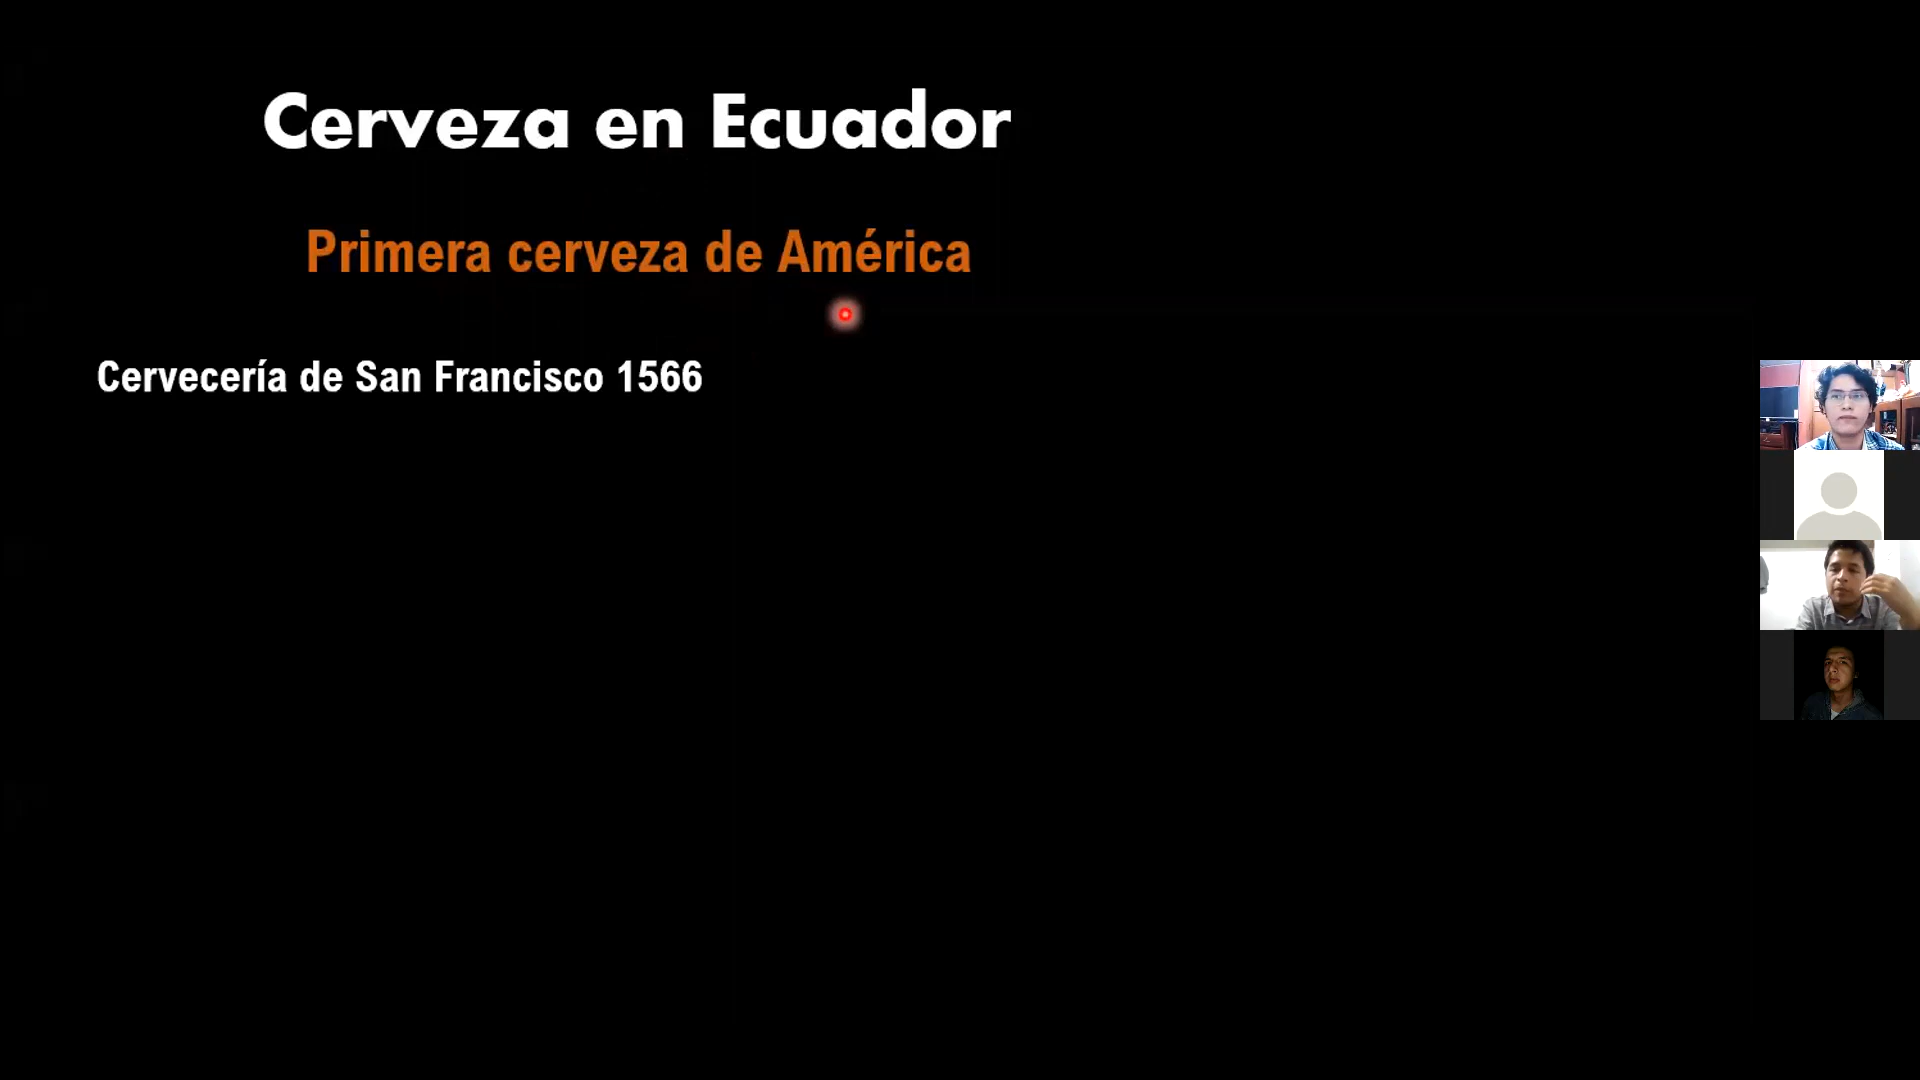 Cerveza en Ecuador
Primera cerveza de América
Cervecería de San Francisco 1566